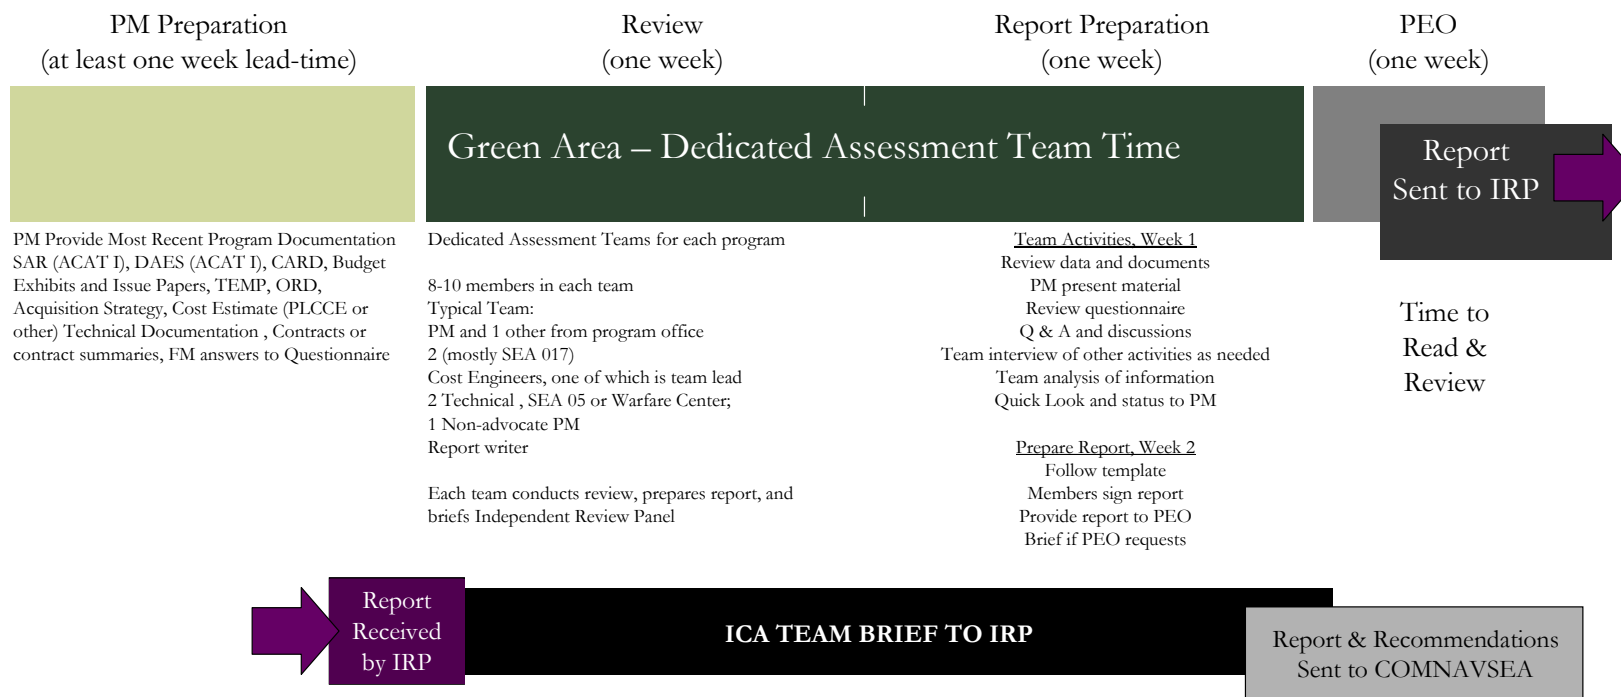 PM Preparation
(at least one week lead-time)
Review
(one week)
Report Preparation
(one week)
PEO
(one week)
Green Area – Dedicated Assessment Team Time
Report
Sent to IRP
PM Provide Most Recent Program Documentation
SAR (ACAT I), DAES (ACAT I), CARD, Budget
Exhibits and Issue Papers, TEMP, ORD,
Acquisition Strategy, Cost Estimate (PLCCE or
other) Technical Documentation , Contracts or
contract summaries, FM answers to Questionnaire
Dedicated Assessment Teams for each program
8-10 members in each team
Typical Team:
PM and 1 other from program office
2 (mostly SEA 017)
Cost Engineers, one of which is team lead
2 Technical , SEA 05 or Warfare Center;
1 Non-advocate PM
Report writer
Each team conducts review, prepares report, and
briefs Independent Review Panel
Team Activities, Week 1
Review data and documents
PM present material
Review questionnaire
Q & A and discussions
Team interview of other activities as needed
Team analysis of information
Quick Look and status to PM
Prepare Report, Week 2
Follow template
Members sign report
Provide report to PEO
Brief if PEO requests
Time to
Read &
Review
Report
Received
by IRP
ICA TEAM BRIEF TO IRP
Report & Recommendations
Sent to COMNAVSEA